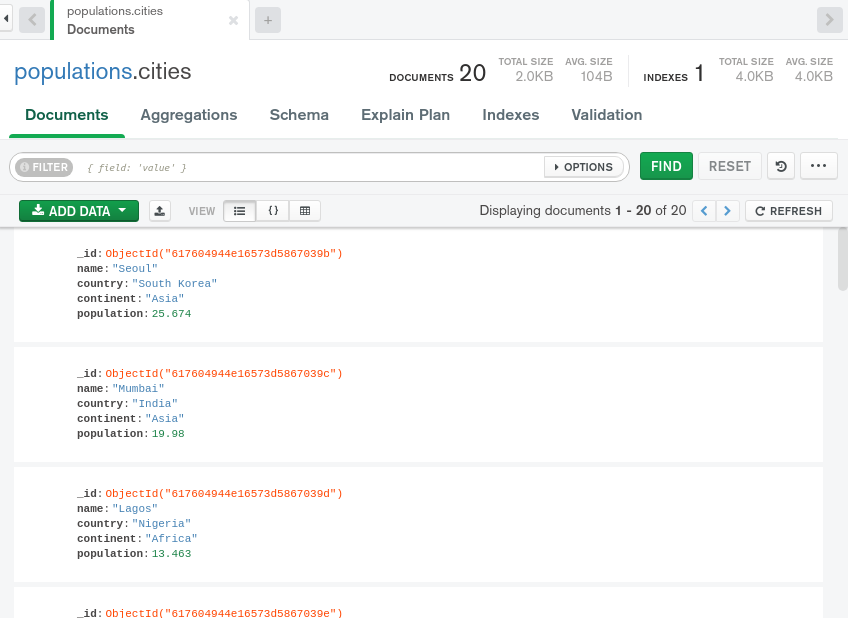 populations.cities
Documents
populations.cities
DOCUMENTS 20
TOTAL SIZE
2.0KB
AVG. SIZE
104B
INDEXES 1
TOTAL SIZE
4.0KB
AVG. SIZE
4.0KB
Documents Aggregations Schema Explain Plan Indexes Validation
FILTER { field: 'value' } OPTIONS FIND RESET ...
ADD DATA VIEW {} Displaying documents 1 - 20 of 20 < > REFRESH
_id: ObjectId("617604944e16573d5867039b")
name: "Seoul"
country: "South Korea"
continent: "Asia"
population: 25.674
_id: ObjectId("617604944e16573d5867039c")
name: "Mumbai"
country: "India"
continent: "Asia"
population: 19.98
_id: ObjectId("617604944e16573d5867039d")
name: "Lagos"
country: "Nigeria"
continent: "Africa"
population: 13.463
_id: ObjectId("617604944e16573d5867039e")